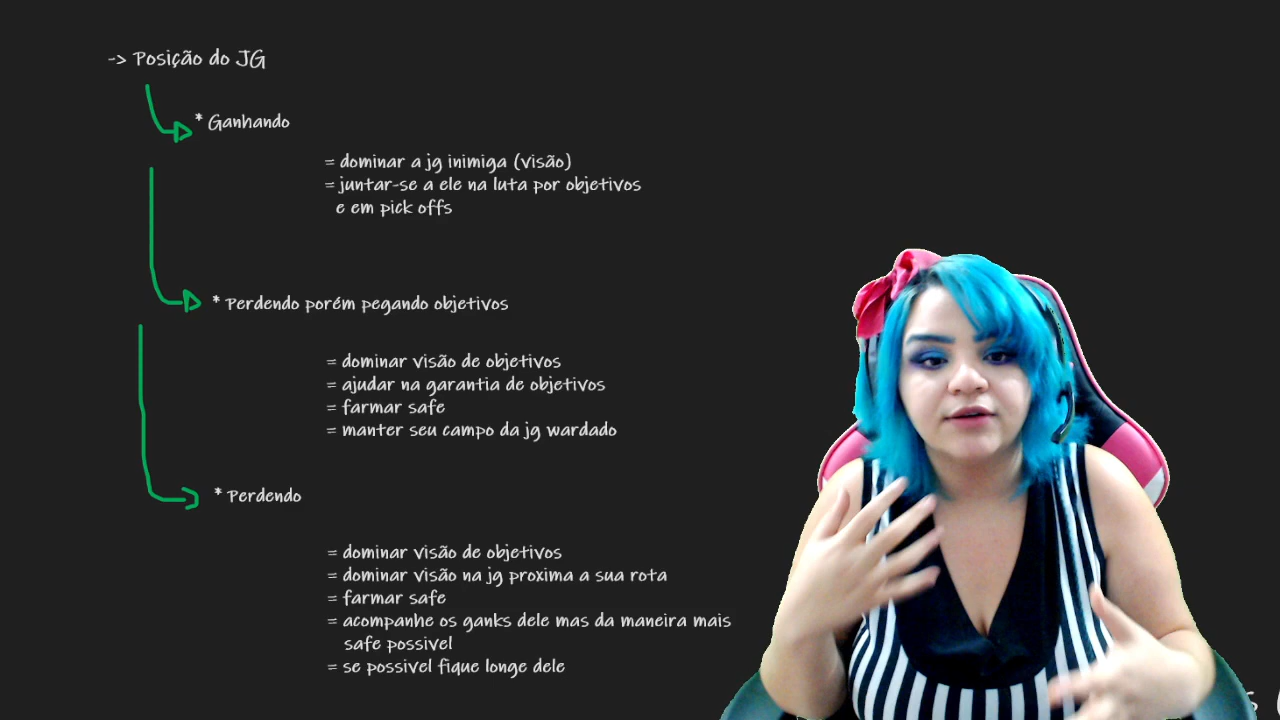 -> Posição do JG
* Ganhando
= dominar a jg inimiga (visão)
= juntar-se a ele na luta por objetivos
e em pick offs
* Perdendo porém pegando objetivos
= dominar visão de objetivos
= ajudar na garantia de objetivos
= farmar safe
= manter seu campo da jg wardado
* Perdendo
= dominar visão de objetivos
= dominar visão na jg proxima a sua rota
= farmar safe
= acompanhe os ganks dele mas da maneira mais
safe possivel
= se possivel fique longe dele